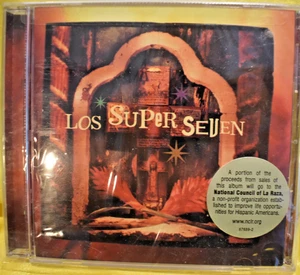 LOS SUPER SEVEN
A portion of the
proceeds from sales of
this album will go to the
National Council of La Raza,
a non-profit organization estab-
lished to improve life opportu-
nities for Hispanic Americans.
www.nclr.org